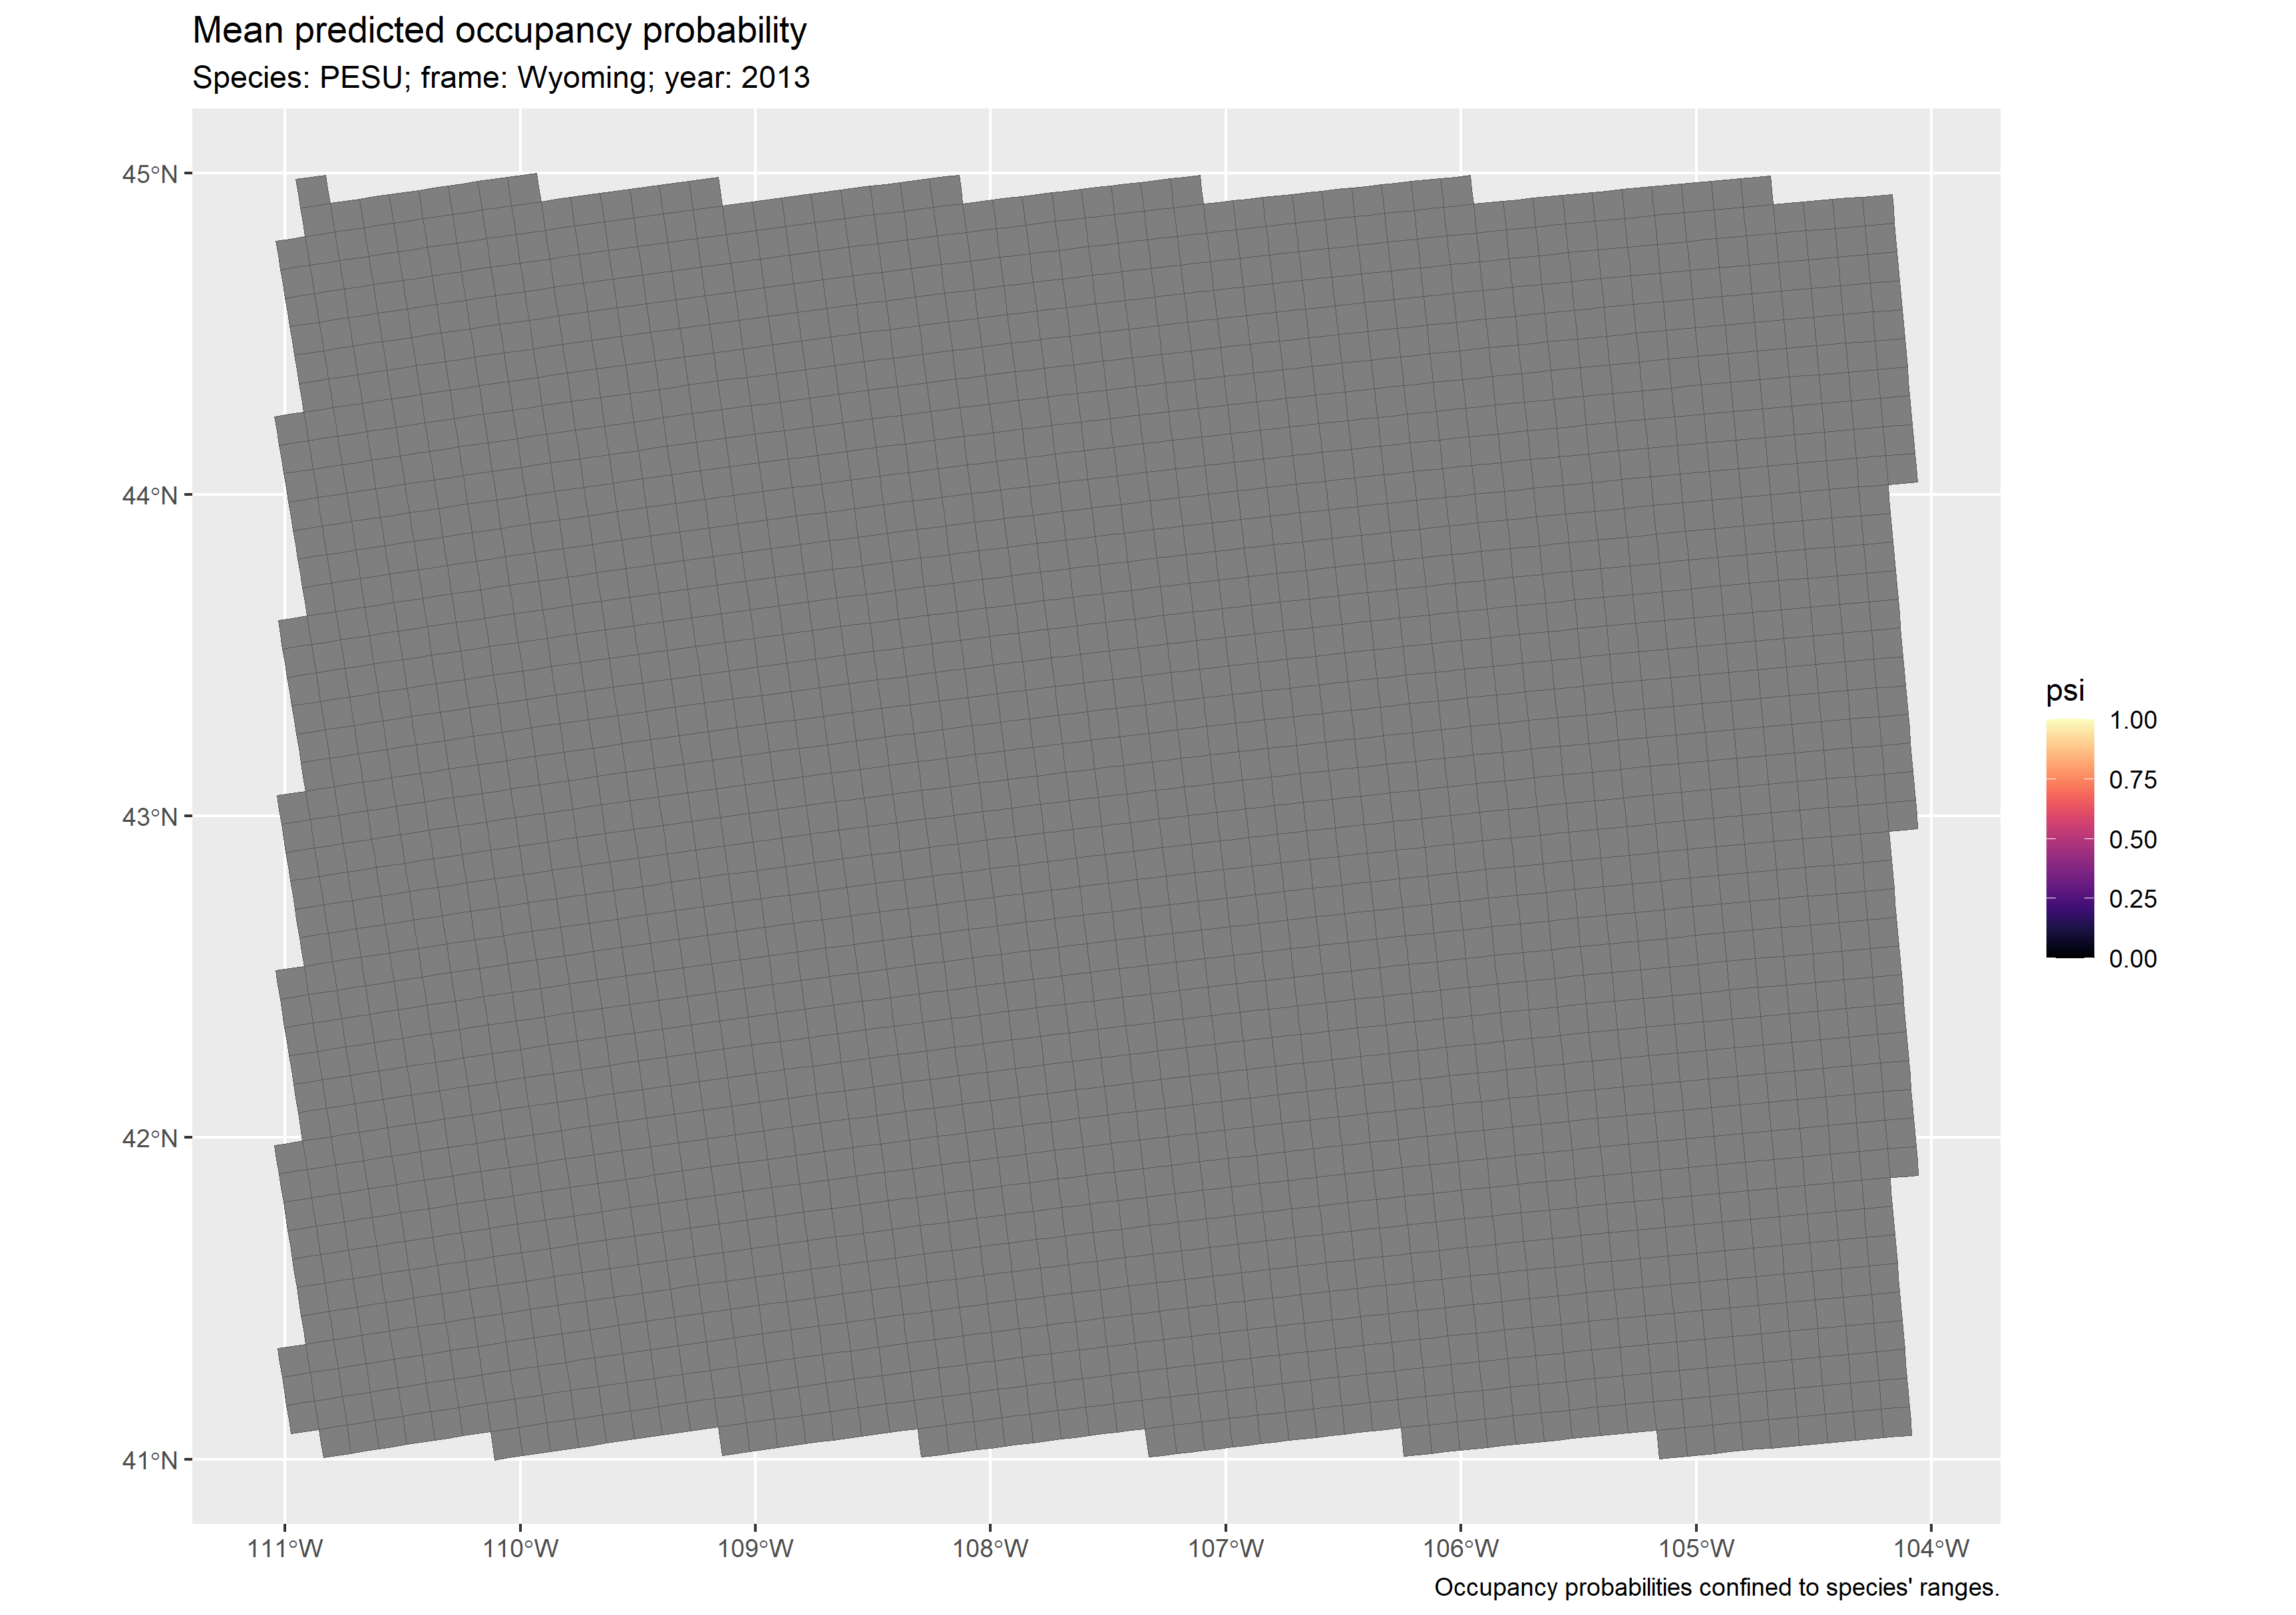 Mean predicted occupancy probability
Species: PESU; frame: Wyoming; year: 2013
45°N
44°N
43°N
42°N
41°N
111°W 110°W 109°W 108°W 107°W 106°W 105°W 104°W
psi
1.00
0.75
0.50
0.25
0.00
Occupancy probabilities confined to species' ranges.